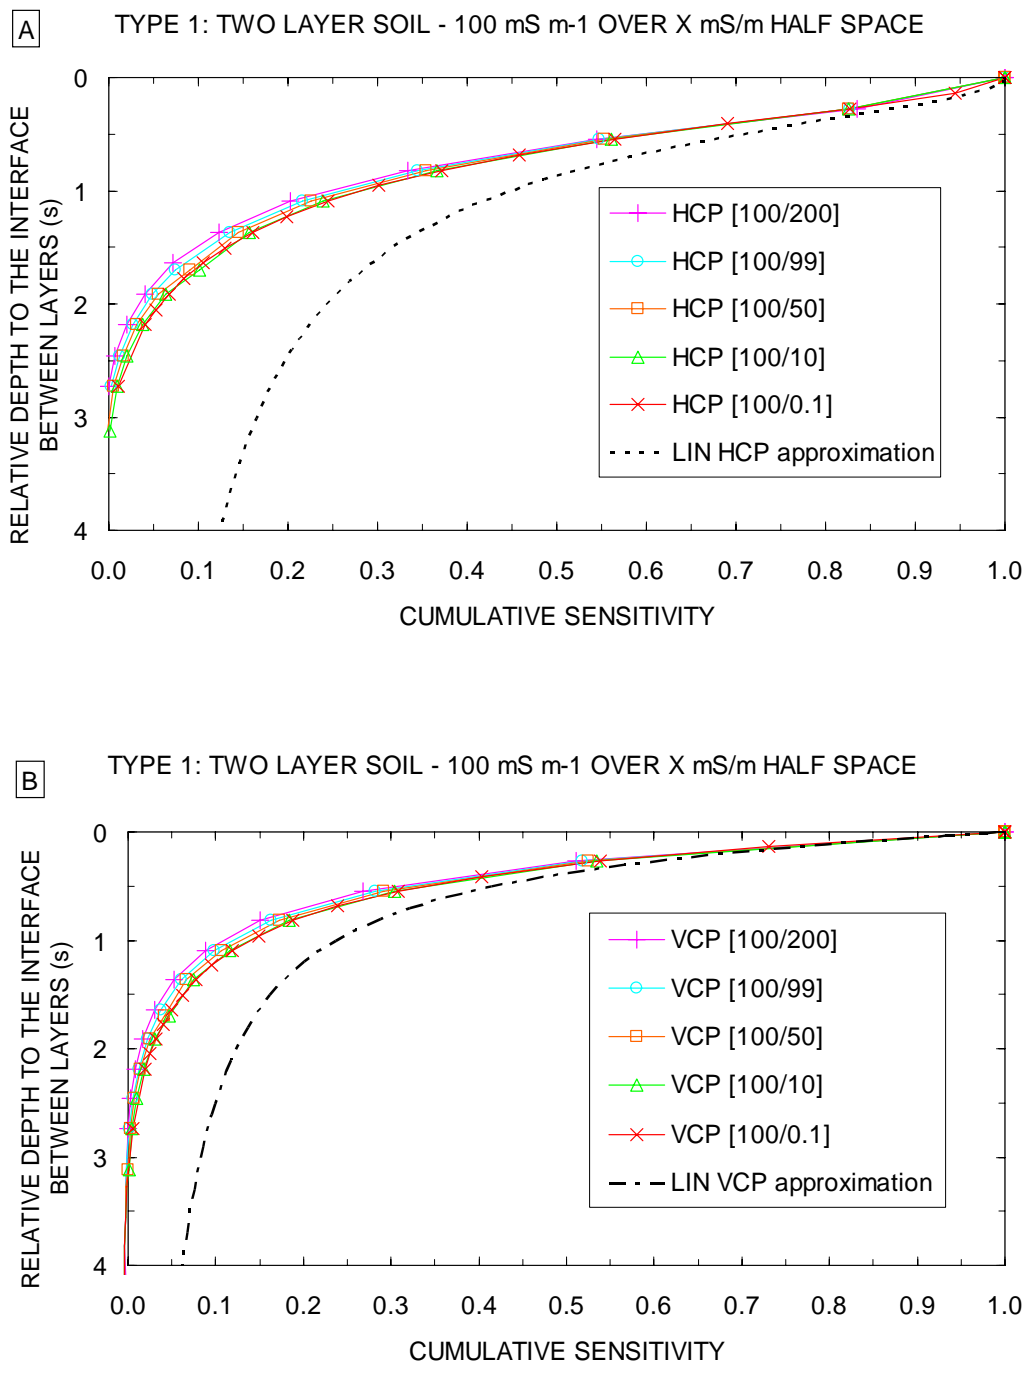 A
TYPE 1: TWO LAYER SOIL - 100 mS m-1 OVER X mS/m HALF SPACE
RELATIVE DEPTH TO THE INTERFACE
BETWEEN LAYERS (s)
0
1
2
3
4
HCP [100/200]
HCP [100/99]
HCP [100/50]
HCP [100/10]
HCP [100/0.1]
LIN HCP approximation
0.0 0.1 0.2 0.3 0.4 0.5 0.6 0.7 0.8 0.9 1.0
CUMULATIVE SENSITIVITY
B
TYPE 1: TWO LAYER SOIL - 100 mS m-1 OVER X mS/m HALF SPACE
RELATIVE DEPTH TO THE INTERFACE
BETWEEN LAYERS (s)
0
1
2
3
4
VCP [100/200]
VCP [100/99]
VCP [100/50]
VCP [100/10]
VCP [100/0.1]
LIN VCP approximation
0.0 0.1 0.2 0.3 0.4 0.5 0.6 0.7 0.8 0.9 1.0
CUMULATIVE SENSITIVITY